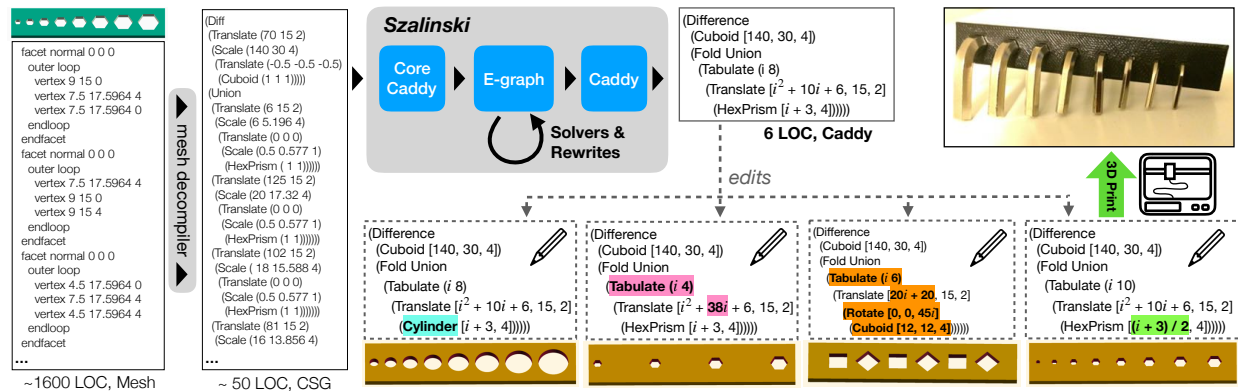 facet normal 0 0 0
outer loop
vertex 9 15 0
vertex 7.5 17.5964 4
vertex 7.5 17.5964 0
endloop
endfacet
facet normal 0 0 0
outer loop
vertex 7.5 17.5964 4
vertex 9 15 0
vertex 9 15 4
endloop
endfacet
facet normal 0 0 0
outer loop
vertex 4.5 17.5964 0
vertex 7.5 17.5964 4
vertex 4.5 17.5964 4
endloop
endfacet
...
~1600 LOC, Mesh
mesh decompiler
(Diff
(Translate (70 15 2)
(Scale (140 30 4)
(Translate (-0.5 -0.5 -0.5)
(Cuboid (1 1 1)))))
(Union
(Translate (6 15 2)
(Scale (6 5.196 4)
(Translate (0 0 0)
(Scale (0.5 0.577 1)
(HexPrism ( 1 1))))))
(Translate (125 15 2)
(Scale (20 17.32 4)
(Translate (0 0 0)
(Scale (0.5 0.577 1)
(HexPrism (1 1))))))
(Translate (102 15 2)
(Scale ( 18 15.588 4)
(Translate (0 0 0)
(Scale (0.5 0.577 1)
(HexPrism (1 1))))))
(Translate (81 15 2)
(Scale (16 13.856 4)
...
~ 50 LOC, CSG
Szalinski
Core Caddy
E-graph
Caddy
Solvers & Rewrites
(Difference
(Cuboid [140, 30, 4])
(Fold Union
(Tabulate (i 8)
(Translate [i² + 10i + 6, 15, 2]
(HexPrism [i + 3, 4])))))
6 LOC, Caddy
edits
3D Print
(Difference
(Cuboid [140, 30, 4])
(Fold Union
(Tabulate (i 8)
(Translate [i² + 10i + 6, 15, 2]
(Cylinder [i + 3, 4])))))
(Difference
(Cuboid [140, 30, 4])
(Fold Union
(Tabulate (i 4)
(Translate [i² + 38i + 6, 15, 2]
(HexPrism [i + 3, 4])))))
(Difference
(Cuboid [140, 30, 4])
(Fold Union
(Tabulate (i 6)
(Translate [20i + 20, 15, 2]
(Rotate [0, 0, 45i]
(Cuboid [12, 12, 4]))))))
(Difference
(Cuboid [140, 30, 4])
(Fold Union
(Tabulate (i 10)
(Translate [i² + 10i + 6, 15, 2]
(HexPrism [(i + 3) / 2, 4])))))